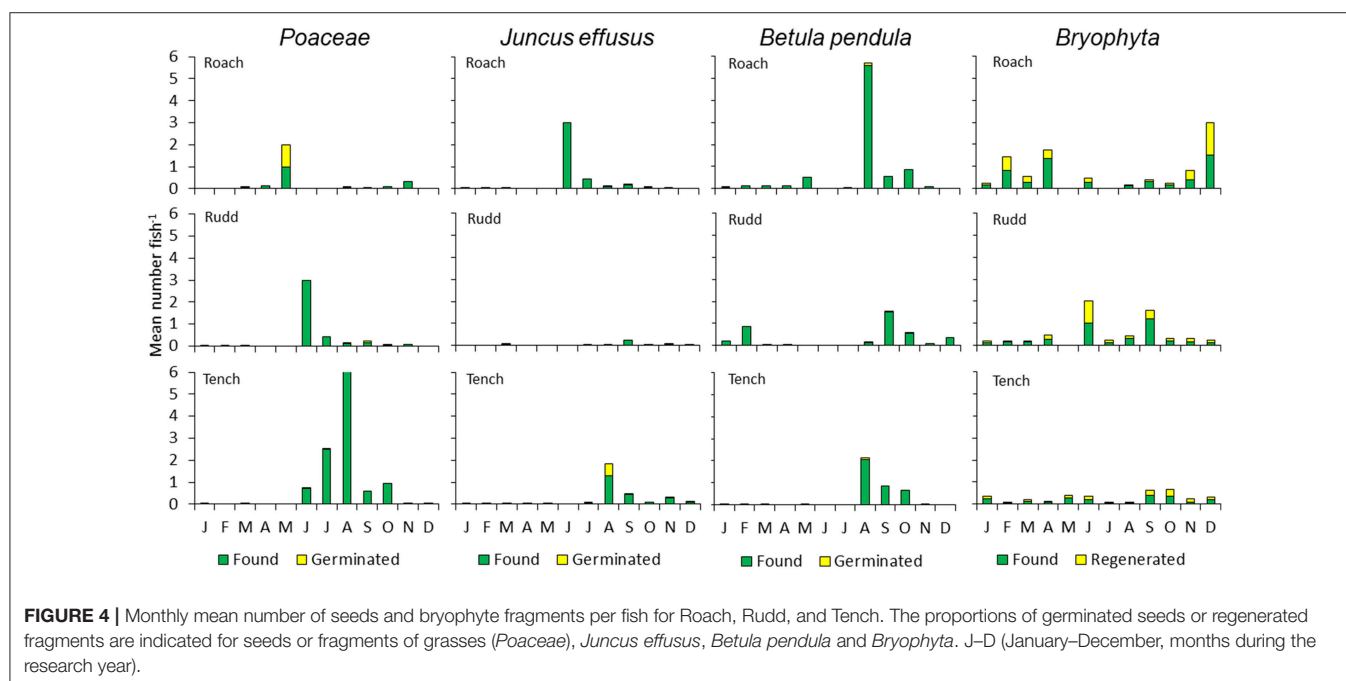 Poaceae Juncus effusus Betula pendula Bryophyta
6 Roach Roach Roach Roach
5
4
3
2
1
0
6 Rudd Rudd Rudd Rudd
5
4
3
2
1
0
Mean number fish-1
6 Tench Tench Tench Tench
5
4
3
2
1
0
J F M A M J J A S O N D J F M A M J J A S O N D J F M A M J J A S O N D J F M A M J J A S O N D
Found Germinated Found Germinated Found Germinated Found Regenerated
FIGURE 4 | Monthly mean number of seeds and bryophyte fragments per fish for Roach, Rudd, and Tench. The proportions of germinated seeds or regenerated
fragments are indicated for seeds or fragments of grasses (Poaceae), Juncus effusus, Betula pendula and Bryophyta. J–D (January–December, months during the
research year).